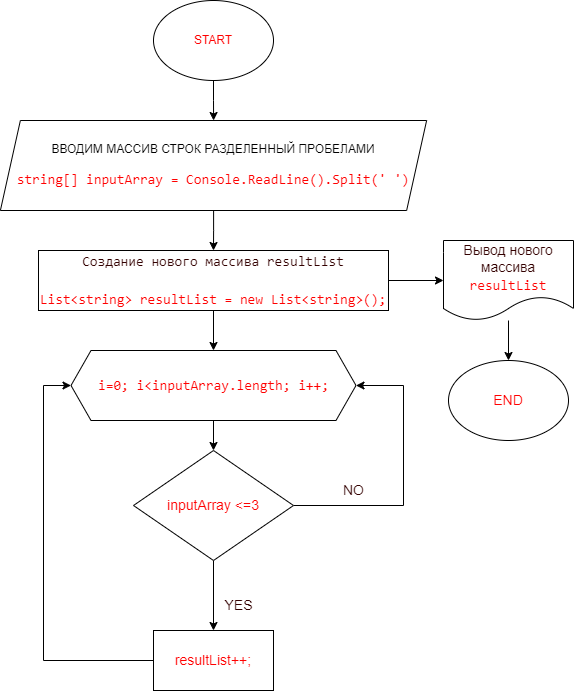 START
ВВОДИМ МАССИВ СТРОК РАЗДЕЛЕННЫЙ ПРОБЕЛАМИ
string[] inputArray = Console.ReadLine().Split(' ')
Создание нового массива resultList
List<string> resultList = new List<string>();
Вывод нового
массива
resultList
END
i=0; i<inputArray.length; i++;
inputArray <=3
NO
YES
resultList++;